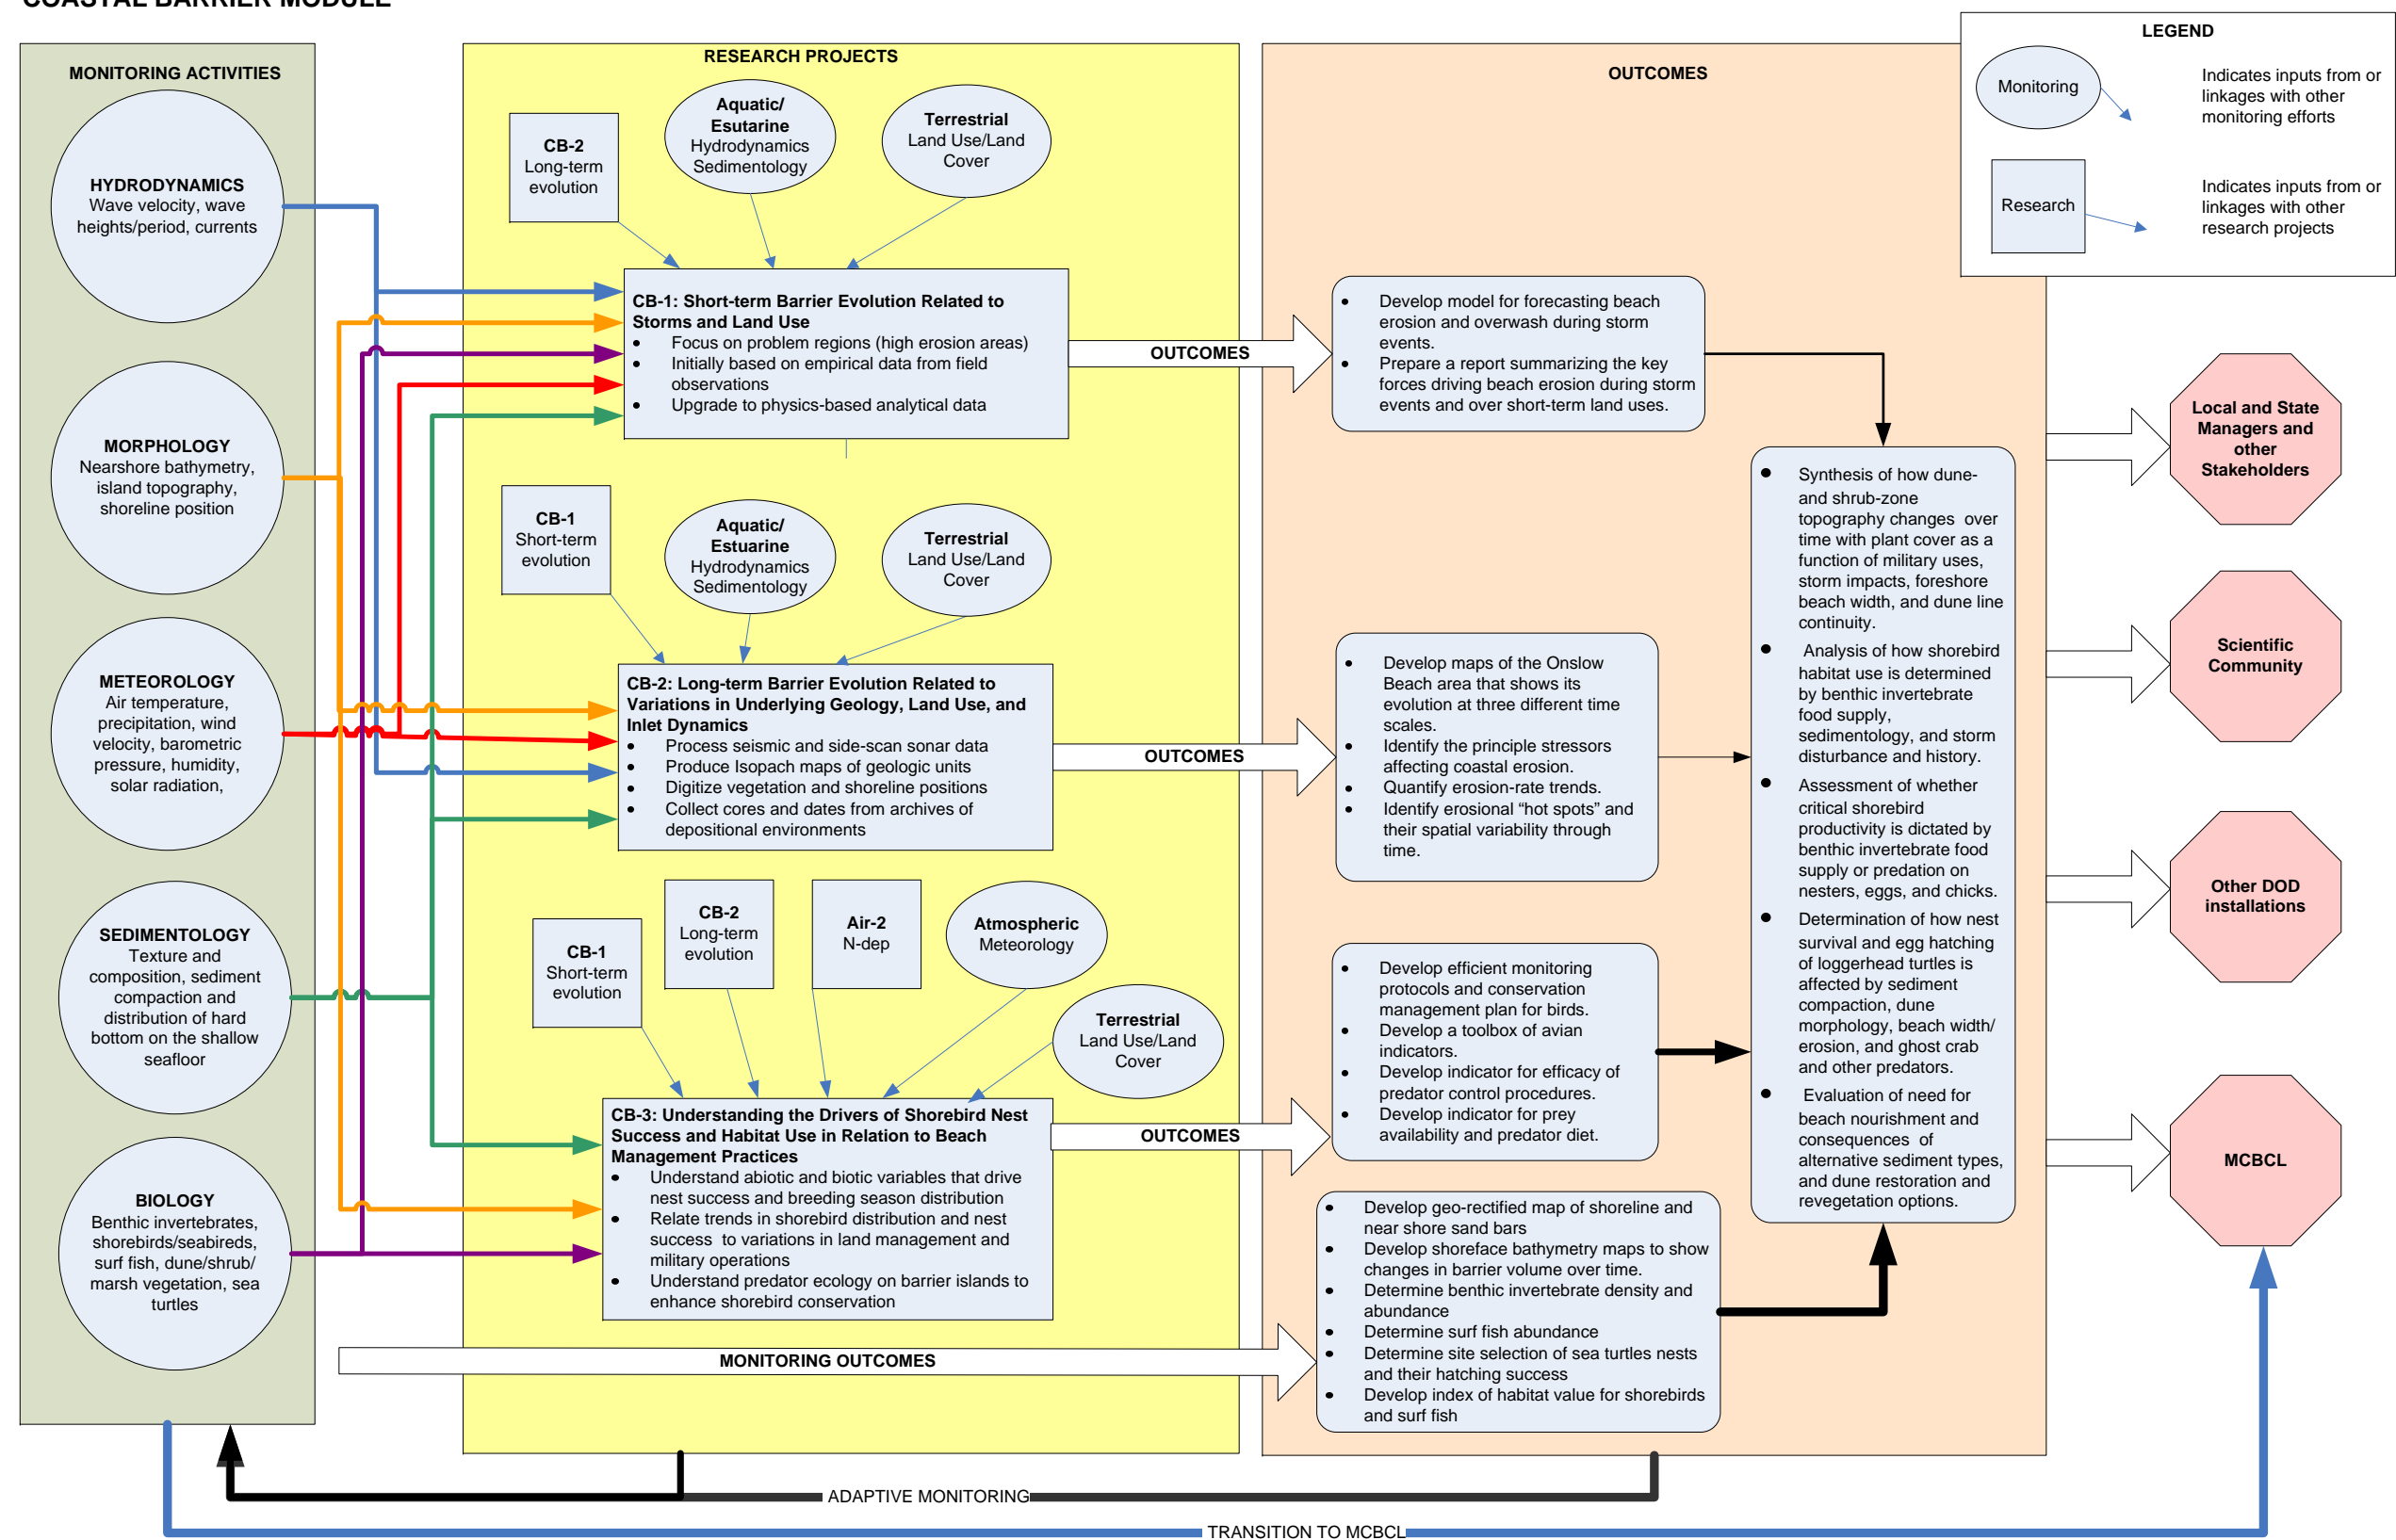 COASTAL BARRIER MODULE
MONITORING ACTIVITIES
HYDRODYNAMICS
Wave velocity, wave
heights/period, currents
MORPHOLOGY
Nearshore bathymetry,
island topography,
shoreline position
METEOROLOGY
Air temperature,
precipitation, wind
velocity, barometric
pressure, humidity,
solar radiation,
SEDIMENTOLOGY
Texture and
composition, sediment
compaction and
distribution of hard
bottom on the shallow
seafloor
BIOLOGY
Benthic invertebrates,
shorebirds/seabireds,
surf fish, dune/shrub/
marsh vegetation, sea
turtles
RESEARCH PROJECTS
CB-2
Long-term
evolution
Aquatic/
Esutarine
Hydrodynamics
Sedimentology
Terrestrial
Land Use/Land
Cover
CB-1: Short-term Barrier Evolution Related to
Storms and Land Use
• Focus on problem regions (high erosion areas)
• Initially based on empirical data from field
observations
• Upgrade to physics-based analytical data
CB-1
Short-term
evolution
Aquatic/
Estuarine
Hydrodynamics
Sedimentology
Terrestrial
Land Use/Land
Cover
CB-2: Long-term Barrier Evolution Related to
Variations in Underlying Geology, Land Use, and
Inlet Dynamics
• Process seismic and side-scan sonar data
• Produce Isopach maps of geologic units
• Digitize vegetation and shoreline positions
• Collect cores and dates from archives of
depositional environments
CB-1
Short-term
evolution
CB-2
Long-term
evolution
Air-2
N-dep
Atmospheric
Meteorology
Terrestrial
Land Use/Land
Cover
CB-3: Understanding the Drivers of Shorebird Nest
Success and Habitat Use in Relation to Beach
Management Practices
• Understand abiotic and biotic variables that drive
nest success and breeding season distribution
• Relate trends in shorebird distribution and nest
success to variations in land management and
military operations
• Understand predator ecology on barrier islands to
enhance shorebird conservation
MONITORING OUTCOMES
OUTCOMES
OUTCOMES
OUTCOMES
OUTCOMES
• Develop model for forecasting beach
erosion and overwash during storm
events.
• Prepare a report summarizing the key
forces driving beach erosion during storm
events and over short-term land uses.
• Develop maps of the Onslow
Beach area that shows its
evolution at three different time
scales.
• Identify the principle stressors
affecting coastal erosion.
• Quantify erosion-rate trends.
• Identify erosional “hot spots” and
their spatial variability through
time.
• Develop efficient monitoring
protocols and conservation
management plan for birds.
• Develop a toolbox of avian
indicators.
• Develop indicator for efficacy of
predator control procedures.
• Develop indicator for prey
availability and predator diet.
• Develop geo-rectified map of shoreline and
near shore sand bars
• Develop shoreface bathymetry maps to show
changes in barrier volume over time.
• Determine benthic invertebrate density and
abundance
• Determine surf fish abundance
• Determine site selection of sea turtles nests
and their hatching success
• Develop index of habitat value for shorebirds
and surf fish
• Synthesis of how dune-
and shrub-zone
topography changes over
time with plant cover as a
function of military uses,
storm impacts, foreshore
beach width, and dune line
continuity.
• Analysis of how shorebird
habitat use is determined
by benthic invertebrate
food supply,
sedimentology, and storm
disturbance and history.
• Assessment of whether
critical shorebird
productivity is dictated by
benthic invertebrate food
supply or predation on
nesters, eggs, and chicks.
• Determination of how nest
survival and egg hatching
of loggerhead turtles is
affected by sediment
compaction, dune
morphology, beach width/
erosion, and ghost crab
and other predators.
• Evaluation of need for
beach nourishment and
consequences of
alternative sediment types,
and dune restoration and
revegetation options.
LEGEND
Monitoring
Indicates inputs from or
linkages with other
monitoring efforts
Research
Indicates inputs from or
linkages with other
research projects
Local and State
Managers and
other
Stakeholders
Scientific
Community
Other DOD
installations
MCBCL
ADAPTIVE MONITORING
TRANSITION TO MCBCL